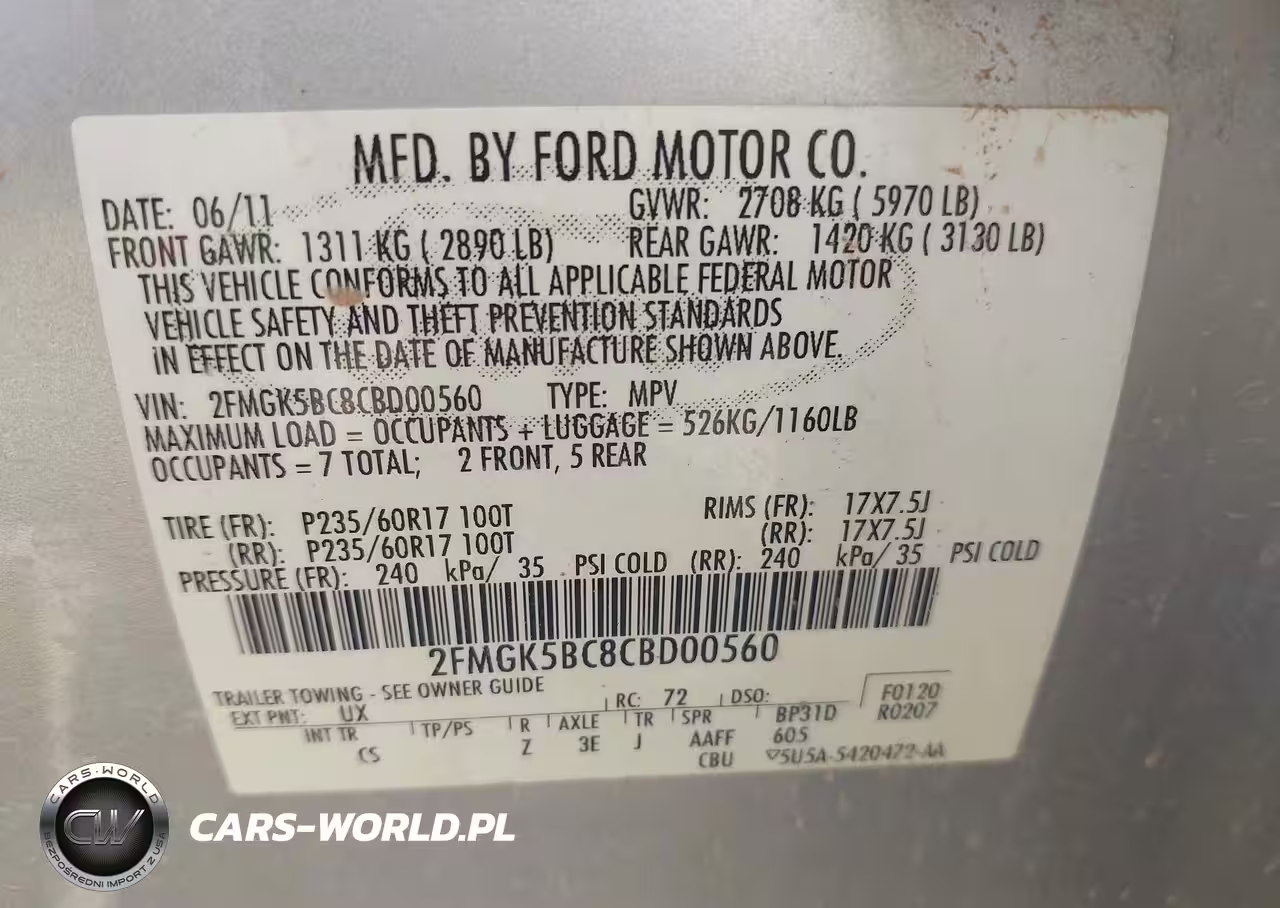 MFD. BY FORD MOTOR CO.
DATE: 06/11 GVWR: 2708 KG ( 5970 LB)
FRONT GAWR: 1311 KG ( 2890 LB) REAR GAWR: 1420 KG ( 3130 LB)
THIS VEHICLE CONFORMS TO ALL APPLICABLE FEDERAL MOTOR
VEHICLE SAFETY AND THEFT PREVENTION STANDARDS
IN EFFECT ON THE DATE OF MANUFACTURE SHOWN ABOVE.
VIN: 2FMGK5BC8CBD00560 TYPE: MPV
MAXIMUM LOAD = OCCUPANTS + LUGGAGE = 526KG/1160LB
OCCUPANTS = 7 TOTAL; 2 FRONT, 5 REAR
TIRE (FR): P235/60R17 100T RIMS (FR): 17X7.5J
(RR): P235/60R17 100T (RR): 17X7.5J
PRESSURE (FR): 240 kPa/ 35 PSI COLD (RR): 240 kPa/ 35 PSI COLD
2FMGK5BC8CBD00560
TRAILER TOWING - SEE OWNER GUIDE RC: 72 DSO: F0120
EXT PNT: UX BP31D R0207
INT TR TP/PS R AXLE TR SPR 605
CS Z 3E J AAFF
CBU 5U5A-5420472-AA
CARS-WORLD
CW
BEZPOŚREDNI IMPORT Z USA
CARS-WORLD.PL